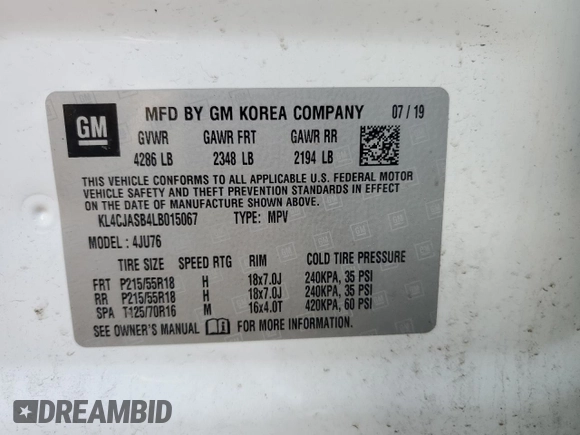 GM
MFD BY GM KOREA COMPANY 07/19
GVWR GAWR FRT GAWR RR
4286 LB 2348 LB 2194 LB
THIS VEHICLE CONFORMS TO ALL APPLICABLE U.S. FEDERAL MOTOR
VEHICLE SAFETY AND THEFT PREVENTION STANDARDS IN EFFECT ON
THE DATE OF MANUFACTURE SHOWN ABOVE.
KL4CJASB4LB015067 TYPE: MPV
MODEL: 4JU76
TIRE SIZE SPEED RTG RIM COLD TIRE PRESSURE
FRT P215/55R18 H 18x7.0J 240KPA, 35 PSI
RR P215/55R18 H 18x7.0J 240KPA, 35 PSI
SPA T125/70R16 M 16x4.0T 420KPA, 60 PSI
SEE OWNER'S MANUAL FOR MORE INFORMATION.
DREAMBID